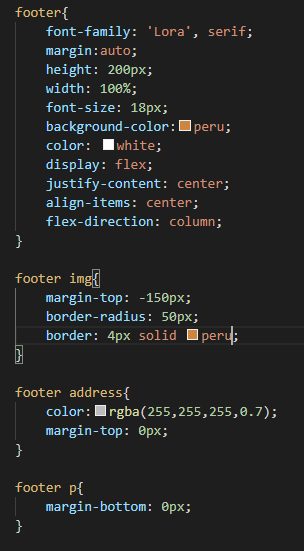 footer{
font-family: 'Lora', serif;
margin:auto;
height: 200px;
width: 100%;
font-size: 18px;
background-color:peru;
color: white;
display: flex;
justify-content: center;
align-items: center;
flex-direction: column;
}
footer img{
margin-top: -150px;
border-radius: 50px;
border: 4px solid peru;
}
footer address{
color:rgba(255,255,255,0.7);
margin-top: 0px;
}
footer p{
margin-bottom: 0px;
}